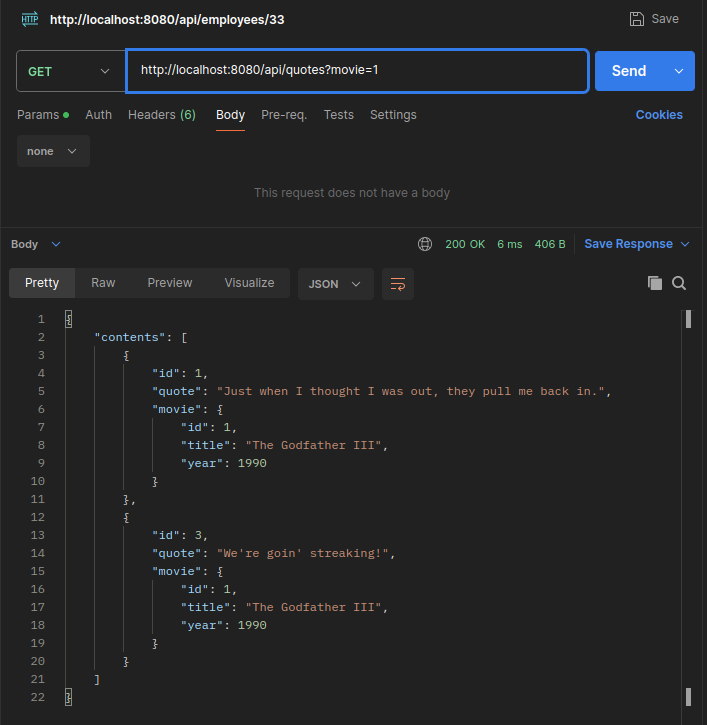 HTTP http://localhost:8080/api/employees/33 Save
GET http://localhost:8080/api/quotes?movie=1 Send
Params Auth Headers (6) Body Pre-req. Tests Settings Cookies
none
This request does not have a body
Body 200 OK 6 ms 406 B Save Response
Pretty Raw Preview Visualize JSON
1 {
2 "contents": [
3 {
4 "id": 1,
5 "quote": "Just when I thought I was out, they pull me back in.",
6 "movie": {
7 "id": 1,
8 "title": "The Godfather III",
9 "year": 1990
10 }
11 },
12 {
13 "id": 3,
14 "quote": "We're goin' streaking!",
15 "movie": {
16 "id": 1,
17 "title": "The Godfather III",
18 "year": 1990
19 }
20 }
21 ]
22 }